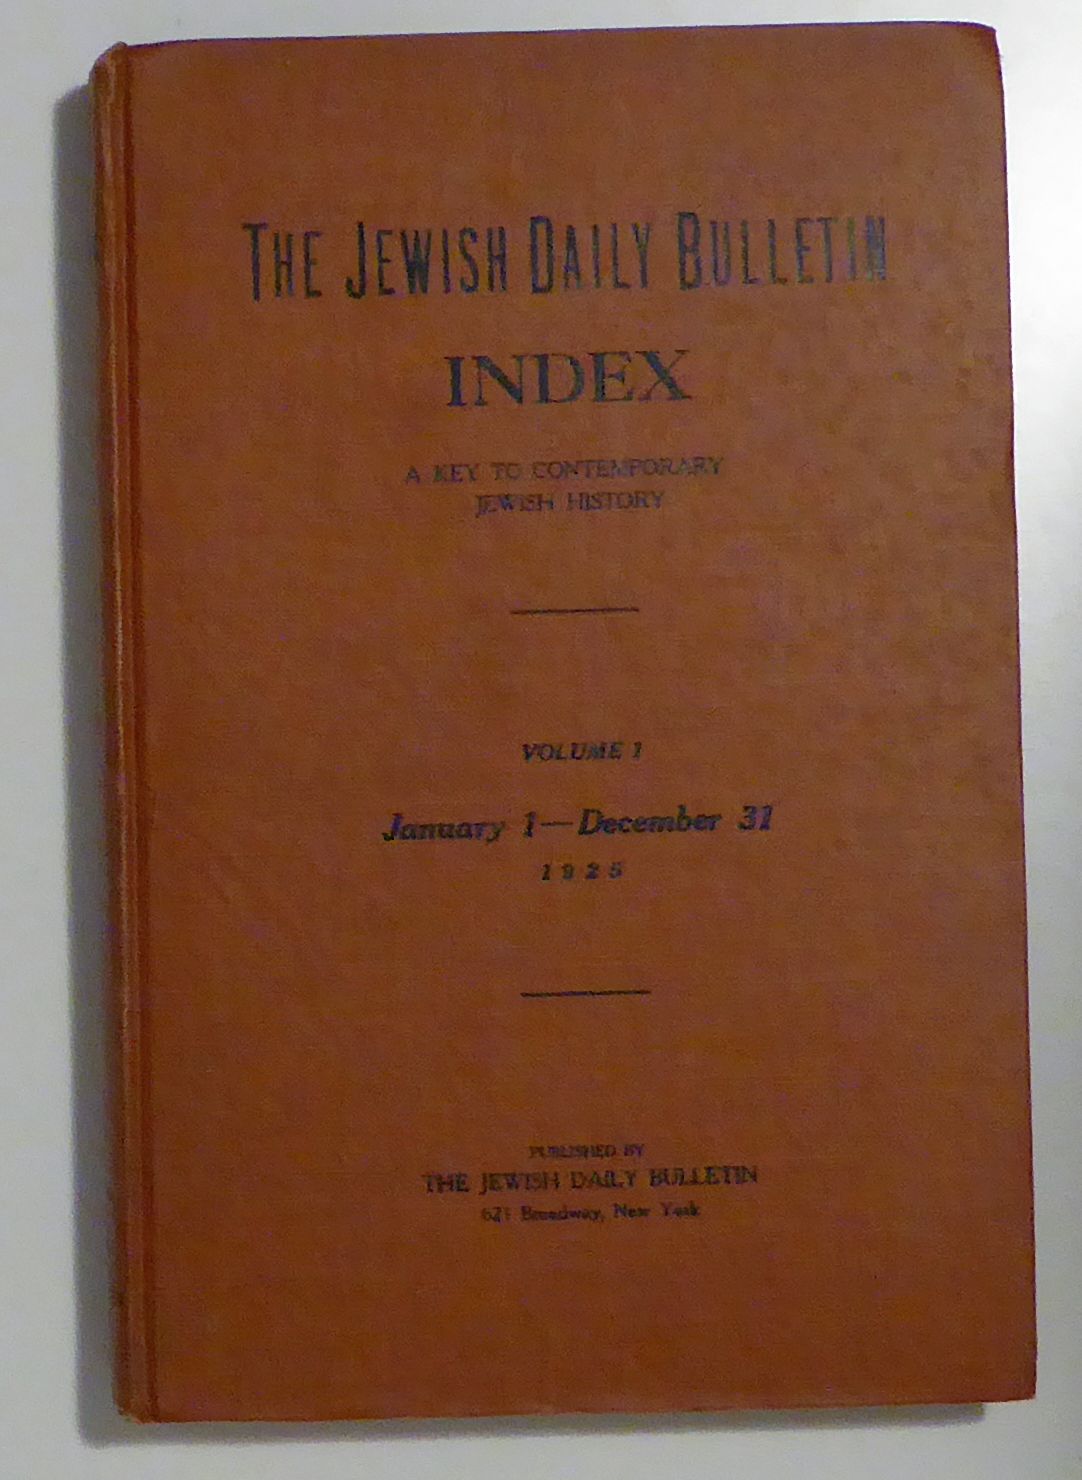 THE JEWISH DAILY BULLETIN
INDEX
A KEY TO CONTEMPORARY
JEWISH HISTORY
VOLUME 1
January 1—December 31
1925
PUBLISHED BY
THE JEWISH DAILY BULLETIN
621 Broadway, New York